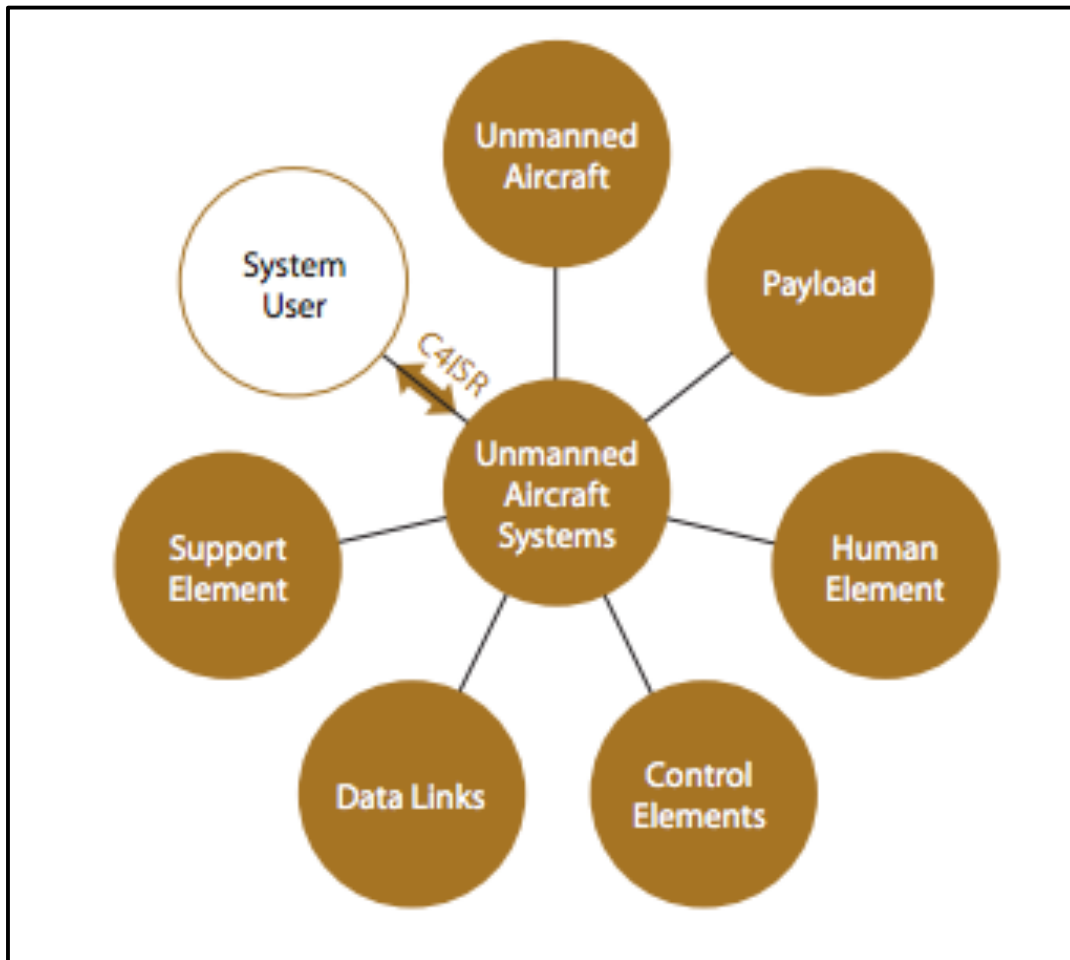 Unmanned
Aircraft
Payload
System
User
C4ISR
Unmanned
Aircraft
Systems
Support
Element
Human
Element
Data Links
Control
Elements